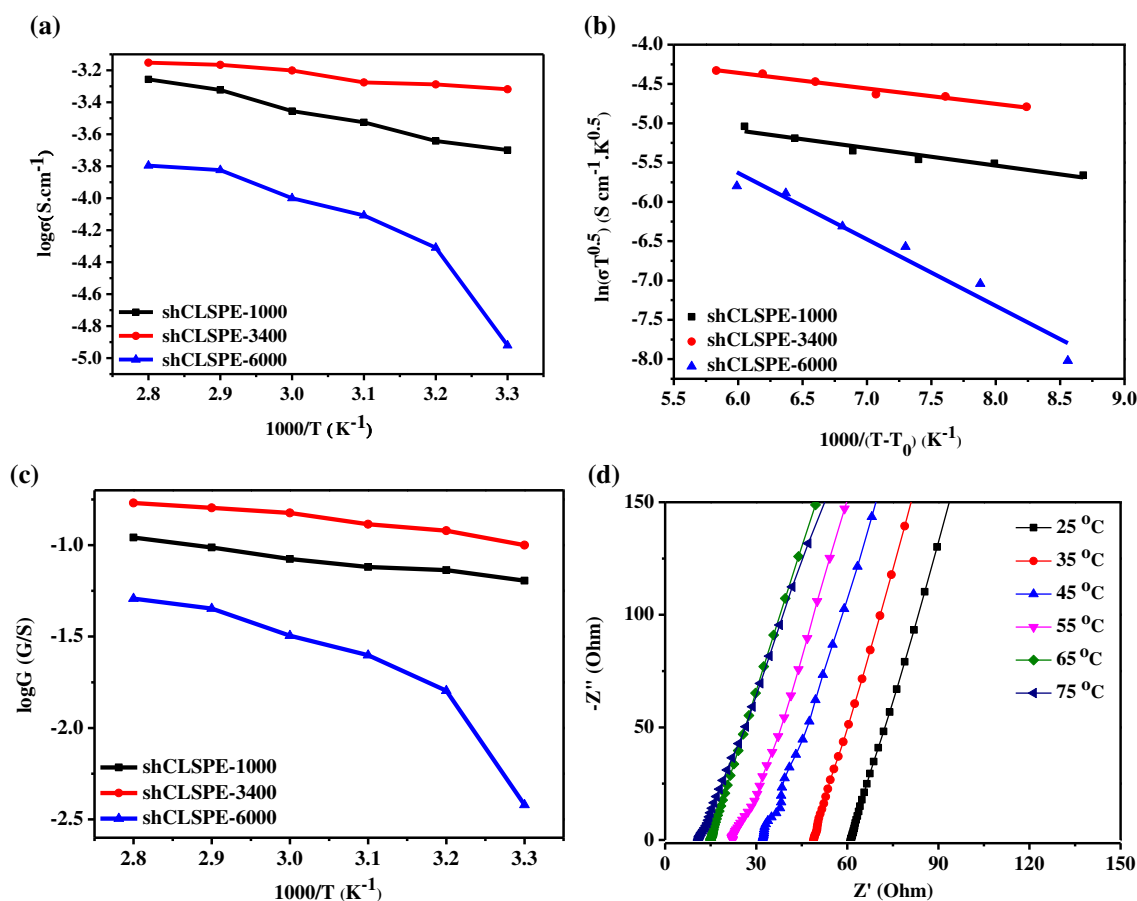 (a)
-3.2
-3.4
-3.6
-3.8
-4.0
-4.2
-4.4
-4.6
-4.8
-5.0
logσ(S.cm-1)
shCLSPE-1000
shCLSPE-3400
shCLSPE-6000
2.8 2.9 3.0 3.1 3.2 3.3
1000/T (K-1)
(b)
-4.0
-4.5
-5.0
-5.5
-6.0
-6.5
-7.0
-7.5
-8.0
ln(σT0.5) (S cm-1.K0.5)
shCLSPE-1000
shCLSPE-3400
shCLSPE-6000
5.5 6.0 6.5 7.0 7.5 8.0 8.5 9.0
1000/(T-T0) (K-1)
(c)
-1.0
-1.5
-2.0
-2.5
logG (G/S)
shCLSPE-1000
shCLSPE-3400
shCLSPE-6000
2.8 2.9 3.0 3.1 3.2 3.3
1000/T (K-1)
(d)
150
100
50
0
-Z'' (Ohm)
25 oC
35 oC
45 oC
55 oC
65 oC
75 oC
0 30 60 90 120 150
Z' (Ohm)